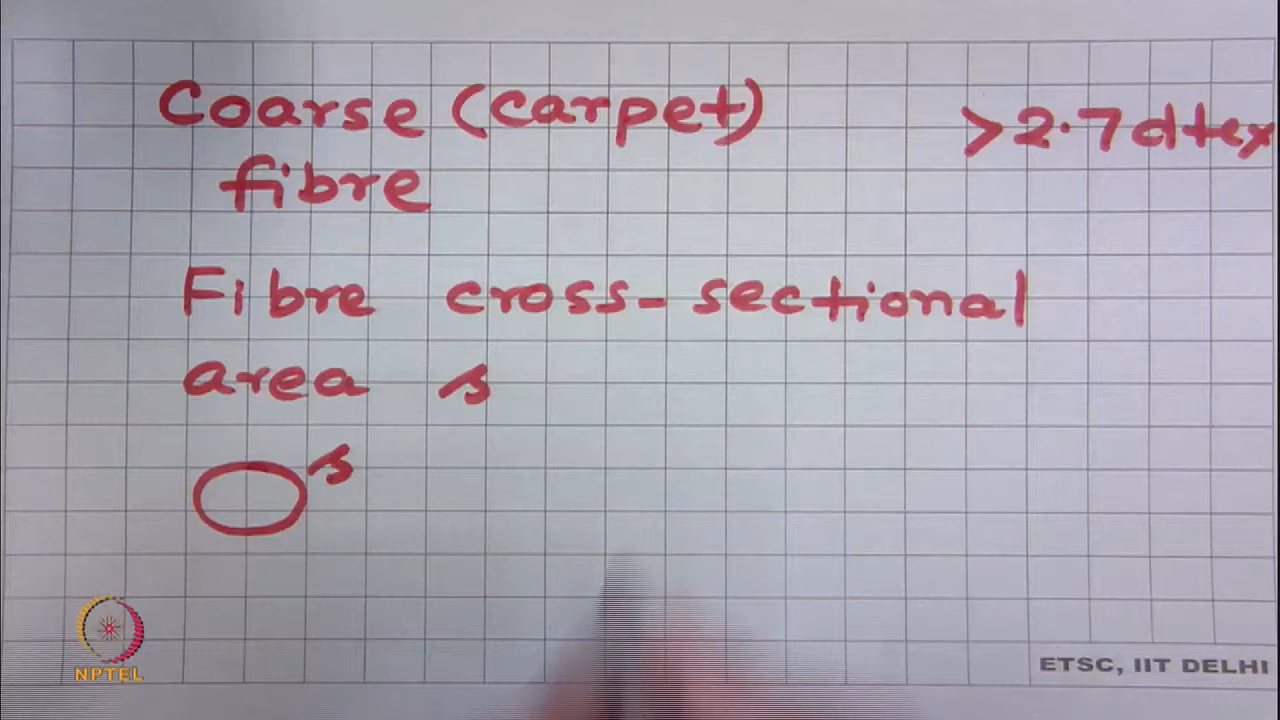 Coarse (carpet) >2.7 dtex
fibre
Fibre cross-sectional
area s
s
NPTEL
ETSC, IIT DELHI